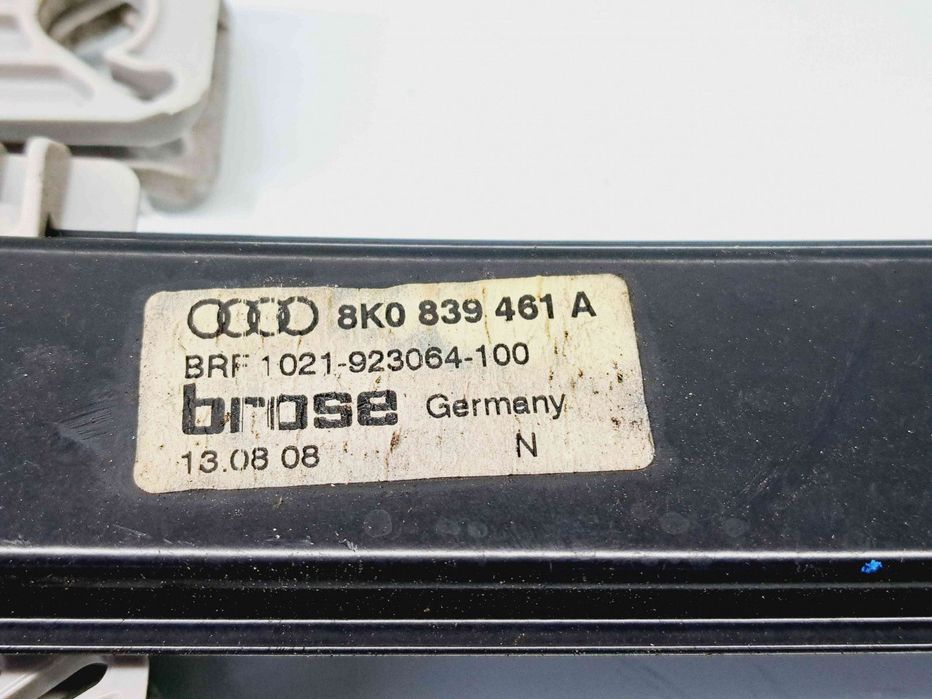 8K0 839 461 A
BRF 1021-923064-100
brose Germany
13.08 08 N